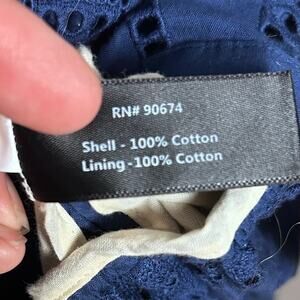 RN# 90674
Shell - 100% Cotton
Lining -100% Cotton